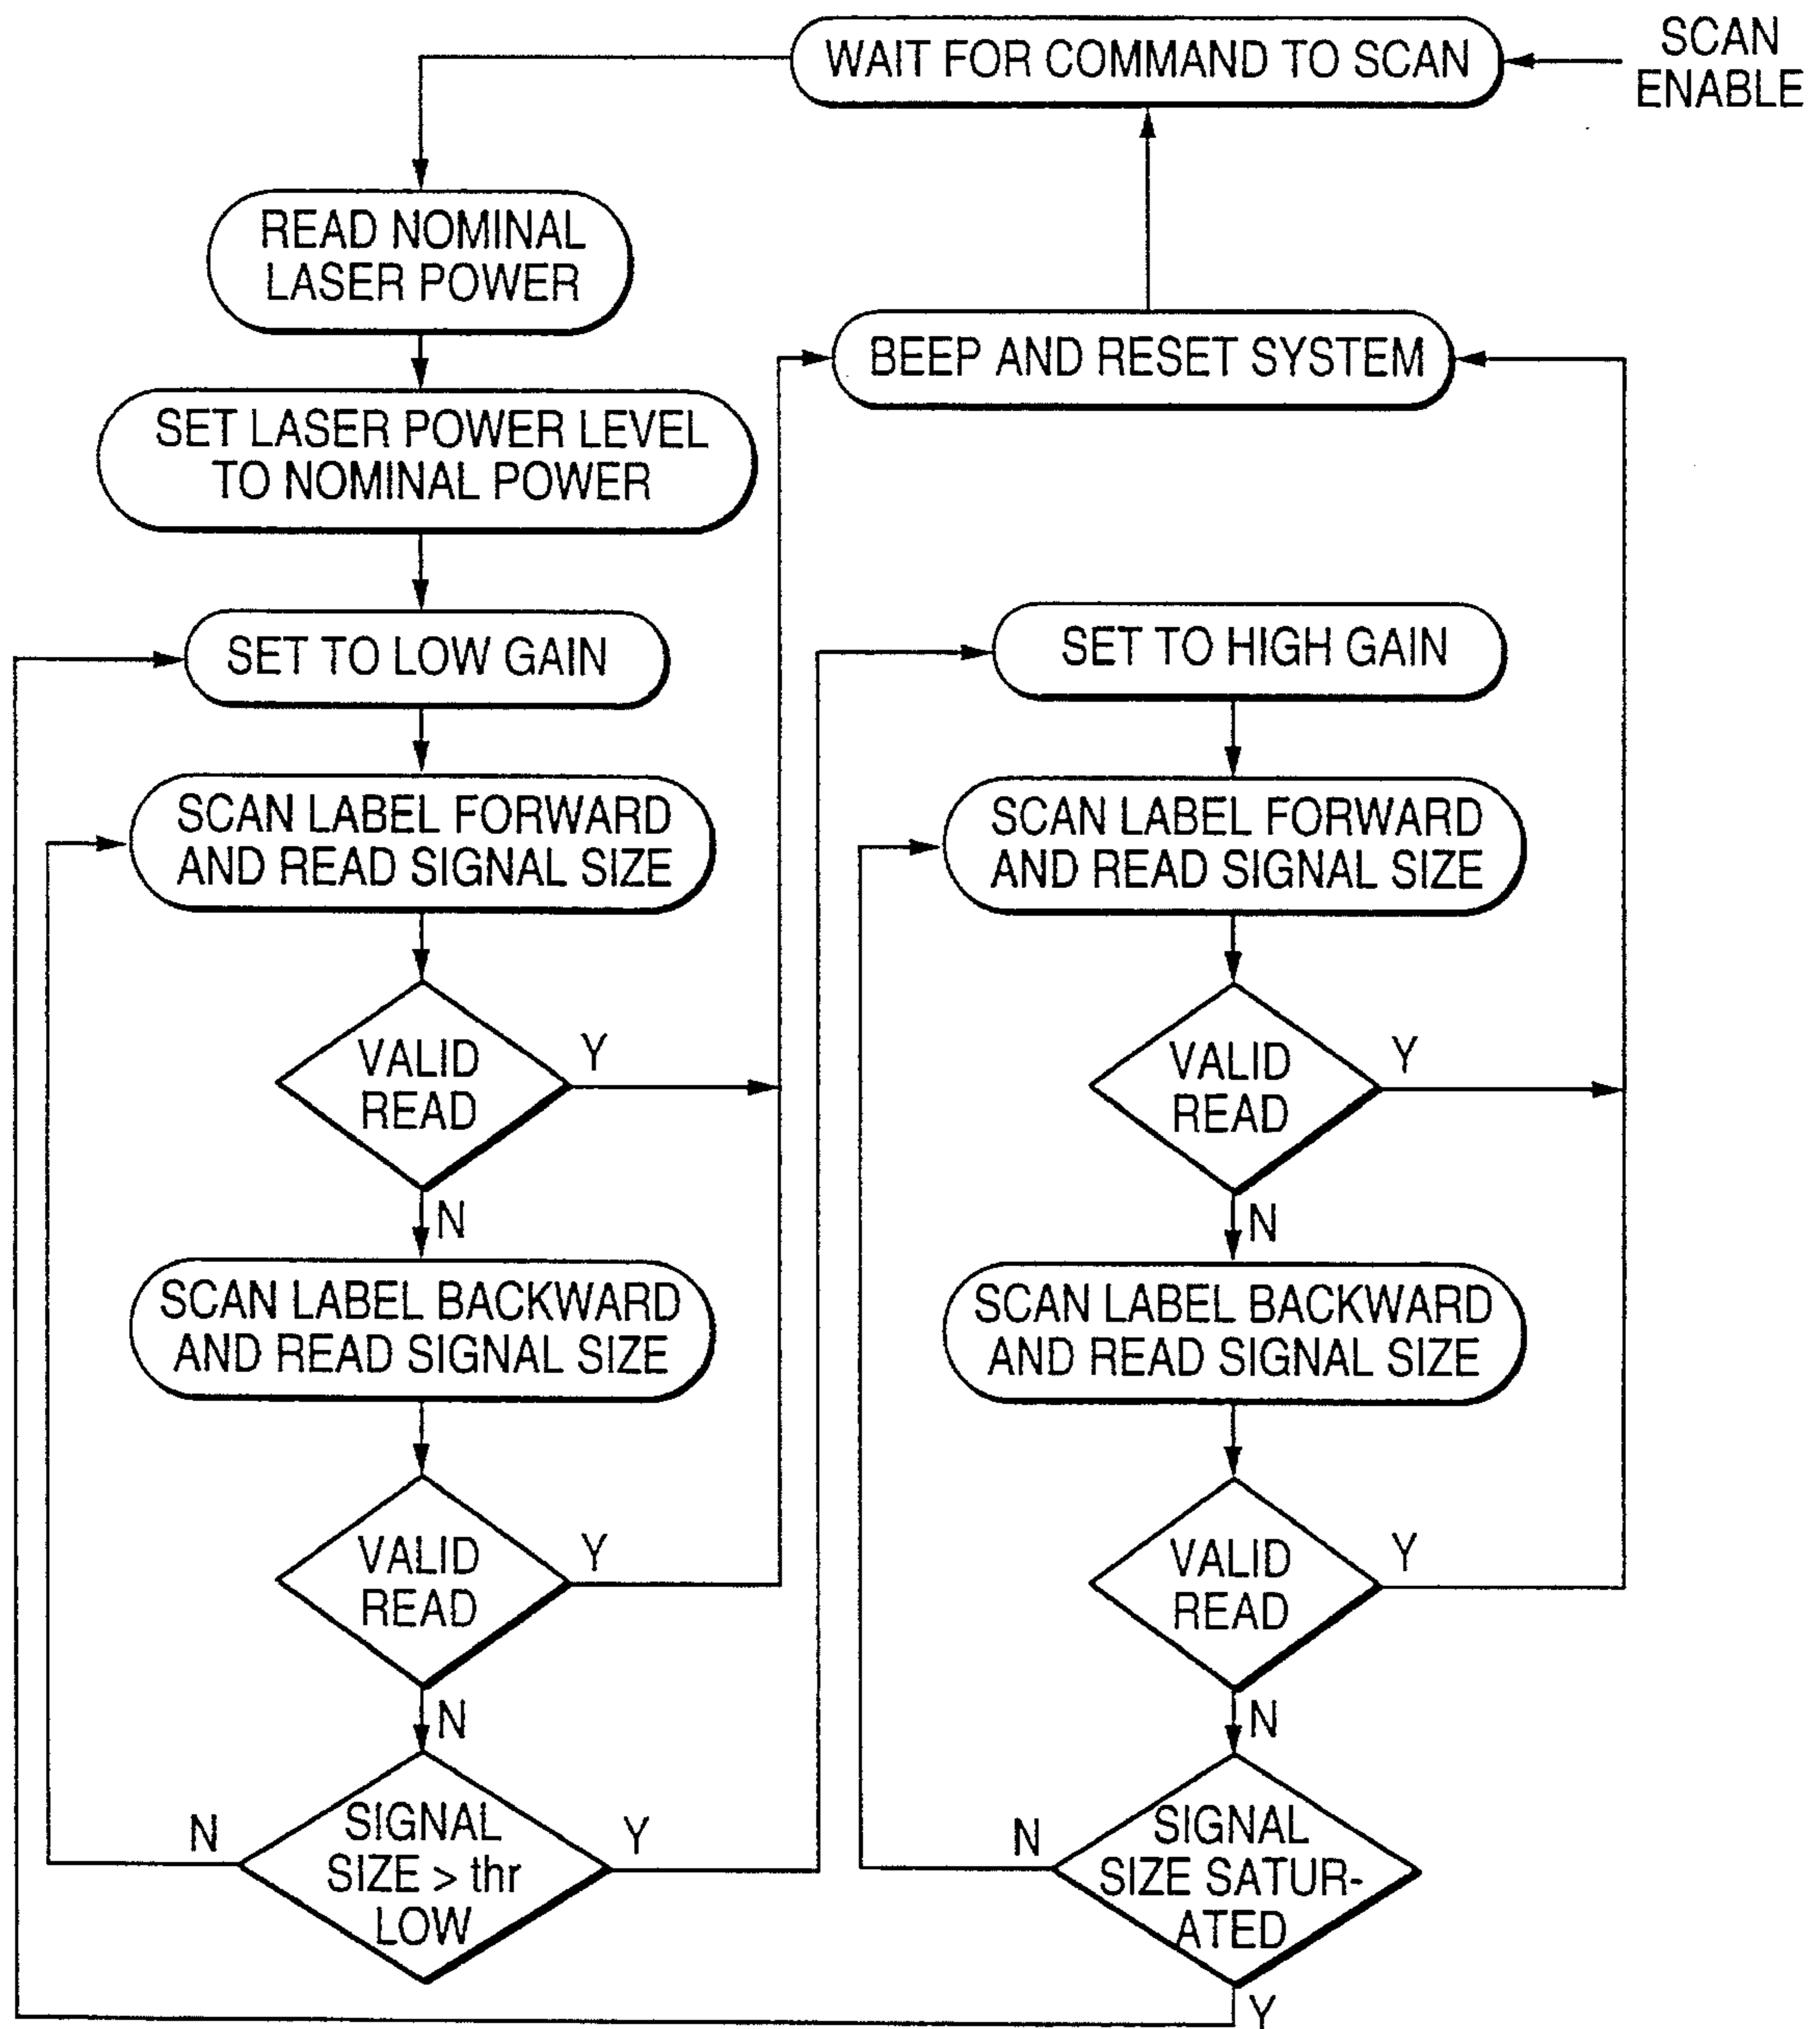 WAIT FOR COMMAND TO SCAN
SCAN
ENABLE
READ NOMINAL
LASER POWER
BEEP AND RESET SYSTEM
SET LASER POWER LEVEL
TO NOMINAL POWER
SET TO LOW GAIN
SCAN LABEL FORWARD
AND READ SIGNAL SIZE
VALID
READ
Y
N
SCAN LABEL BACKWARD
AND READ SIGNAL SIZE
VALID
READ
Y
N
SIGNAL
SIZE > thr
LOW
N
Y
SET TO HIGH GAIN
SCAN LABEL FORWARD
AND READ SIGNAL SIZE
VALID
READ
Y
N
SCAN LABEL BACKWARD
AND READ SIGNAL SIZE
VALID
READ
Y
N
SIGNAL
SIZE SATUR-
ATED
N
Y